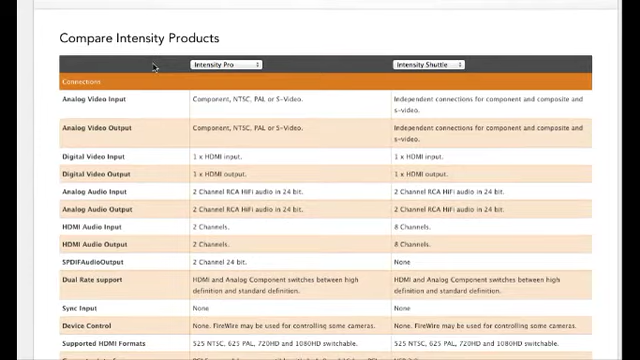 Compare Intensity Products
Intensity Pro Intensity Shuttle
Connections
Analog Video Input Component, NTSC, PAL or S-Video. Independent connections for component and composite and
s-video.
Analog Video Output Component, NTSC, PAL or S-Video. Independent connections for component and composite and
s-video.
Digital Video Input 1 x HDMI input. 1 x HDMI input.
Digital Video Output 1 x HDMI output. 1 x HDMI output.
Analog Audio Input 2 Channel RCA HiFi audio in 24 bit. 2 Channel RCA HiFi audio in 24 bit.
Analog Audio Output 2 Channel RCA HiFi audio in 24 bit. 2 Channel RCA HiFi audio in 24 bit.
HDMI Audio Input 2 Channels. 8 Channels.
HDMI Audio Output 2 Channels. 8 Channels.
SPDIFAudioOutput 2 Channel 24 bit. None
Dual Rate support HDMI and Analog Component switches between high HDMI and Analog Component switches between high
definition and standard definition. definition and standard definition.
Sync Input None None
Device Control None. FireWire may be used for controlling some cameras. None. FireWire may be used for controlling some cameras.
Supported HDMI Formats 525 NTSC, 625 PAL, 720HD and 1080HD switchable. 525 NTSC, 625 PAL, 720HD and 1080HD switchable.